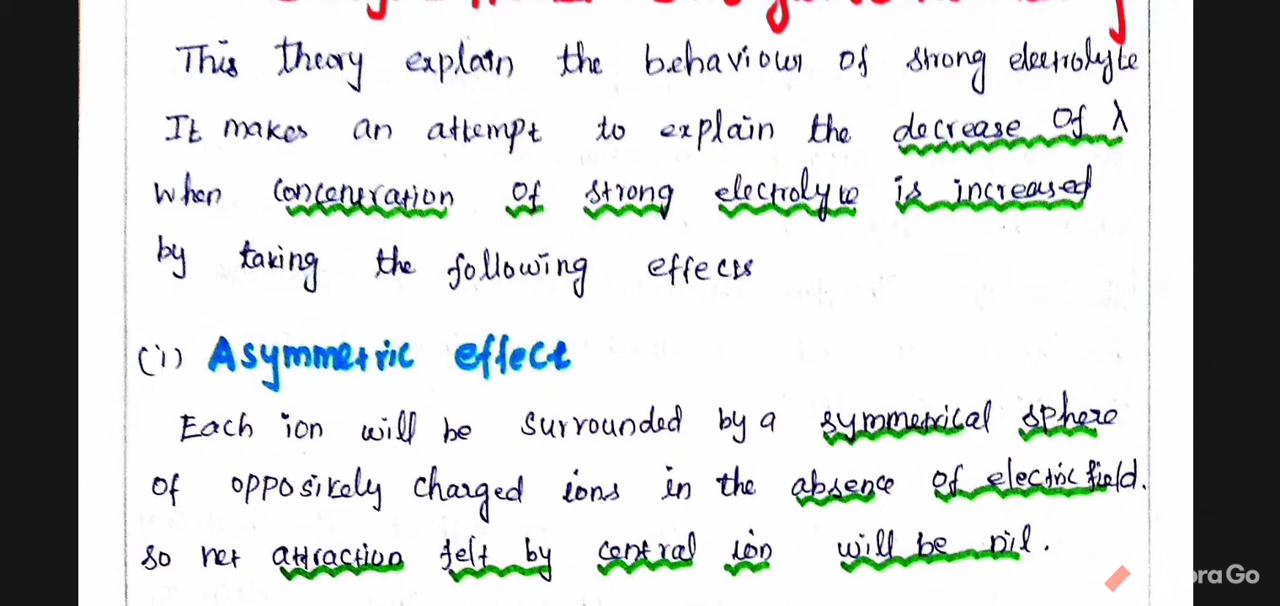 This theory explain the behaviour of strong electrolyte
It makes an attempt to explain the decrease of λ
when concentration of strong electrolyte is increased
by taking the following effects
(i) Asymmetric effect
Each ion will be surrounded by a symmetrical sphere
of oppositely charged ions in the absence of electric field.
so net attraction felt by central ion will be nil.
ora Go